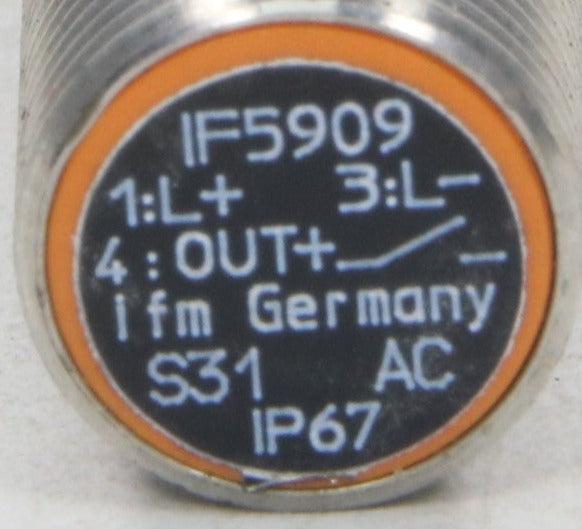 IF5909
1:L+ 3:L-
4:OUT+
ifm Germany
S31 AC
IP67